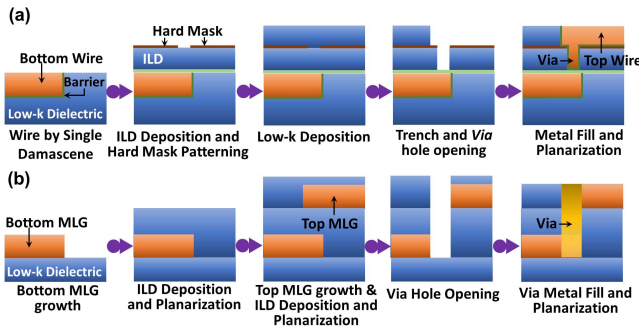 (a)
Hard Mask
Bottom Wire
ILD
Barrier
Via
Top Wire
Low-k Dielectric
Wire by Single
Damascene
ILD Deposition and
Hard Mask Patterning
Low-k Deposition
Trench and Via
hole opening
Metal Fill and
Planarization
(b)
Bottom MLG
Top MLG
Via
Low-k Dielectric
Bottom MLG
growth
ILD Deposition
and Planarization
Top MLG growth &
ILD Deposition and
Planarization
Via Hole Opening
Via Metal Fill and
Planarization